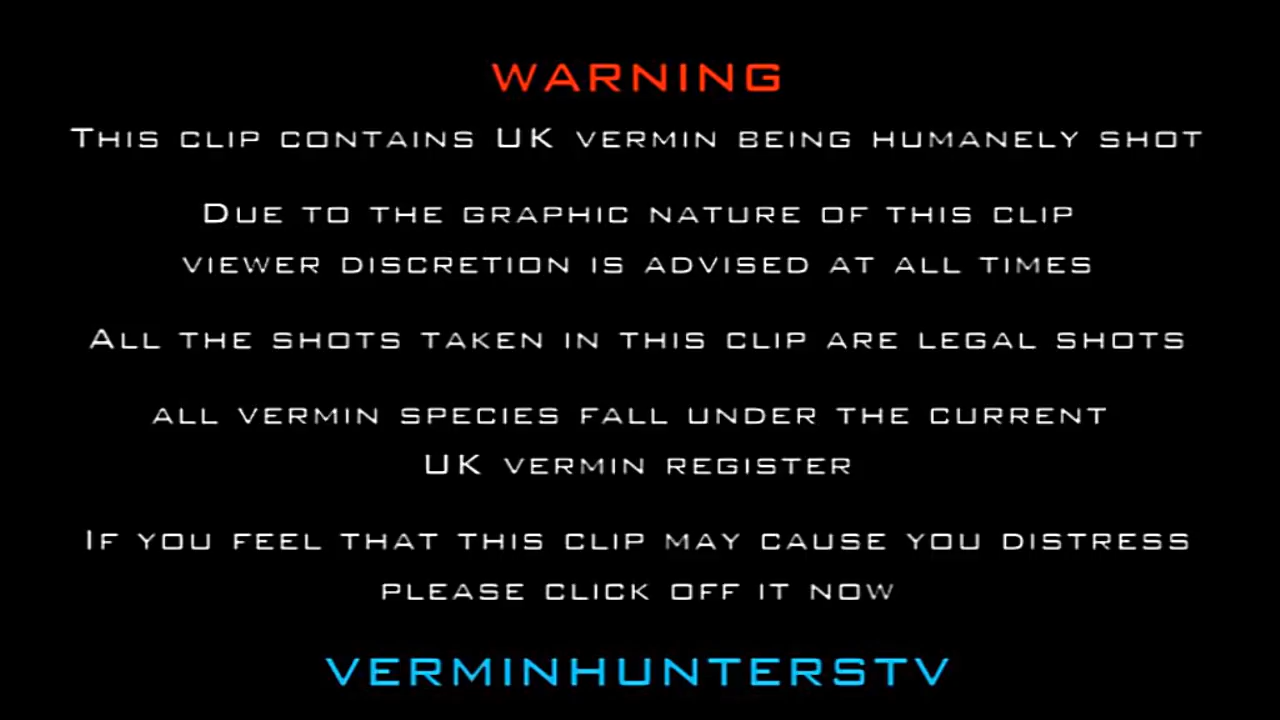 WARNING
THIS CLIP CONTAINS UK VERMIN BEING HUMANELY SHOT
DUE TO THE GRAPHIC NATURE OF THIS CLIP
VIEWER DISCRETION IS ADVISED AT ALL TIMES
ALL THE SHOTS TAKEN IN THIS CLIP ARE LEGAL SHOTS
ALL VERMIN SPECIES FALL UNDER THE CURRENT
UK VERMIN REGISTER
IF YOU FEEL THAT THIS CLIP MAY CAUSE YOU DISTRESS
PLEASE CLICK OFF IT NOW
VERMINHUNTERSTV